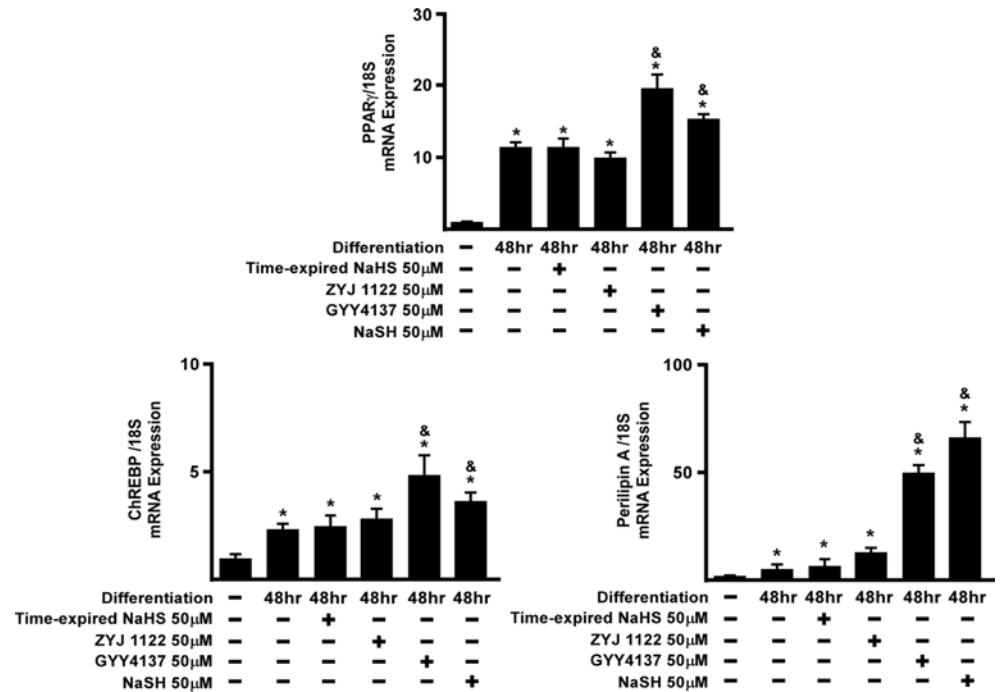 30
20
10
PPARγ/18S
mRNA Expression
&
*
&
*
*
*
*
Differentiation – 48hr 48hr 48hr 48hr 48hr
Time-expired NaHS 50μM – – + – – –
ZYJ 1122 50μM – – – + – –
GYY4137 50μM – – – – + –
NaSH 50μM – – – – – +
10
5
ChREBP /18S
mRNA Expression
&
*
&
*
*
*
*
Differentiation – 48hr 48hr 48hr 48hr 48hr
Time-expired NaHS 50μM – – + – – –
ZYJ 1122 50μM – – – + – –
GYY4137 50μM – – – – + –
NaSH 50μM – – – – – +
100
50
Perilipin A/18S
mRNA Expression
&
*
&
*
*
*
*
Differentiation – 48hr 48hr 48hr 48hr 48hr
Time-expired NaHS 50μM – – + – – –
ZYJ 1122 50μM – – – + – –
GYY4137 50μM – – – – + –
NaSH 50μM – – – – – +